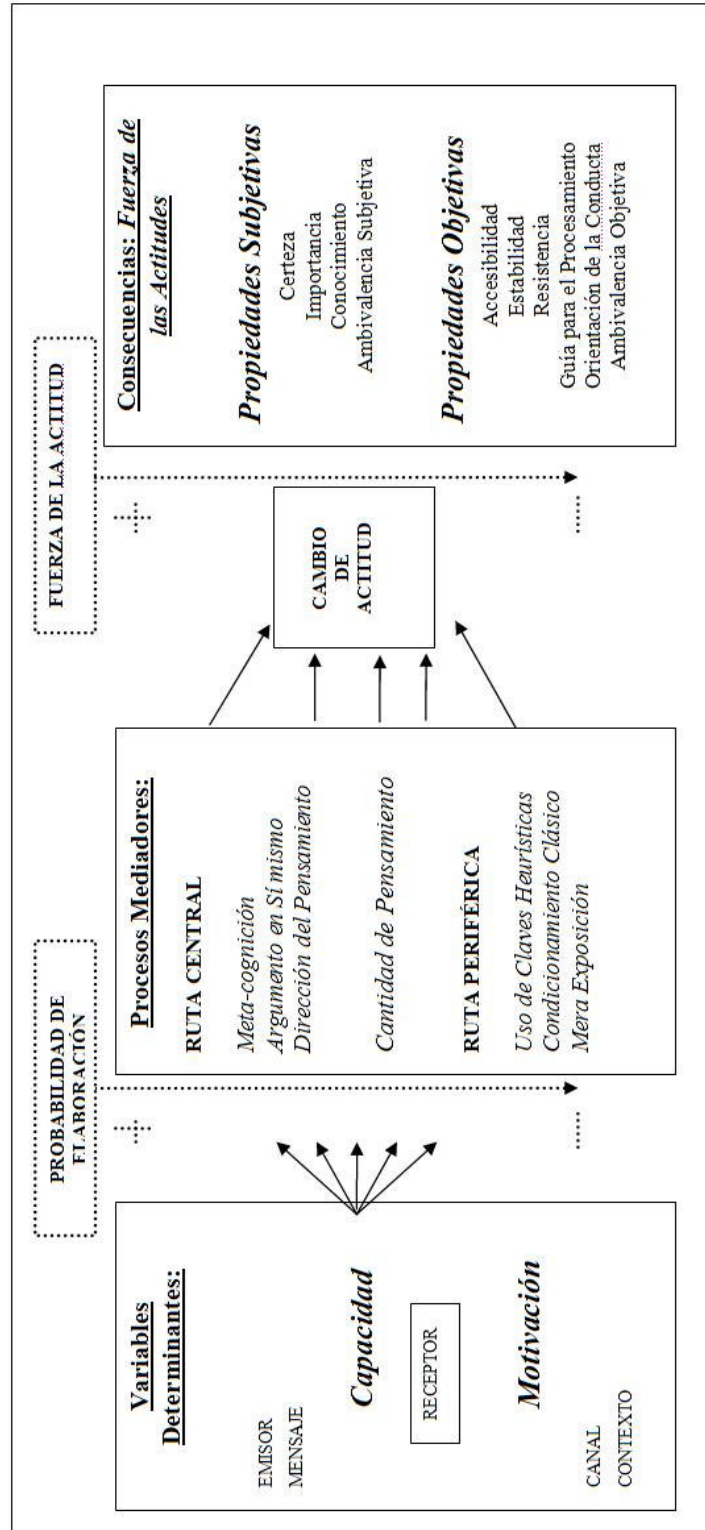 PROBABILIDAD DE
ELABORACIÓN
FUERZA DE LA ACTITUD
Variables
Determinantes:
EMISOR
MENSAJE
Capacidad
RECEPTOR
Motivación
CANAL
CONTEXTO
Procesos Mediadores:
RUTA CENTRAL
Meta-cognición
Argumento en Sí mismo
Dirección del Pensamiento
Cantidad de Pensamiento
RUTA PERIFÉRICA
Uso de Claves Heurísticas
Condicionamiento Clásico
Mera Exposición
CAMBIO
DE
ACTITUD
Consecuencias: Fuerza de
las Actitudes
Propiedades Subjetivas
Certeza
Importancia
Conocimiento
Ambivalencia Subjetiva
Propiedades Objetivas
Accesibilidad
Estabilidad
Resistencia
Guía para el Procesamiento
Orientación de la Conducta
Ambivalencia Objetiva